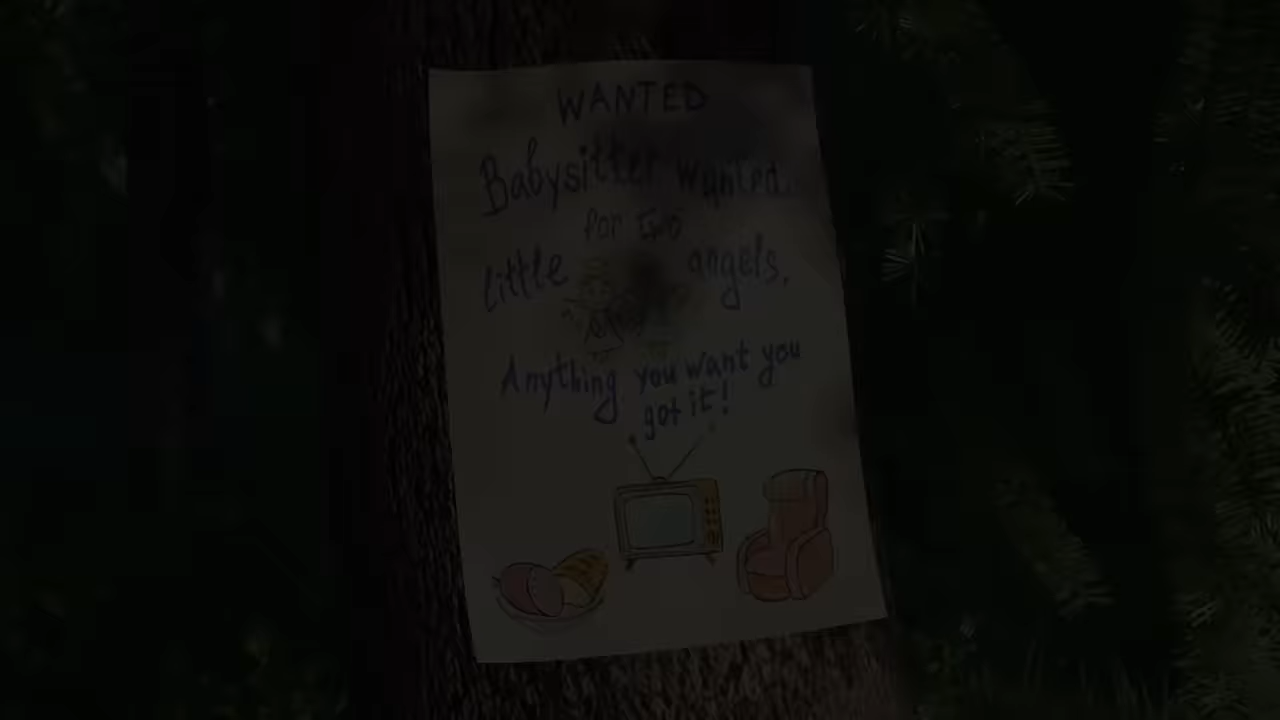 WANTED
Babysitter wanted..
for two
little angels.
Anything you want you
got it!